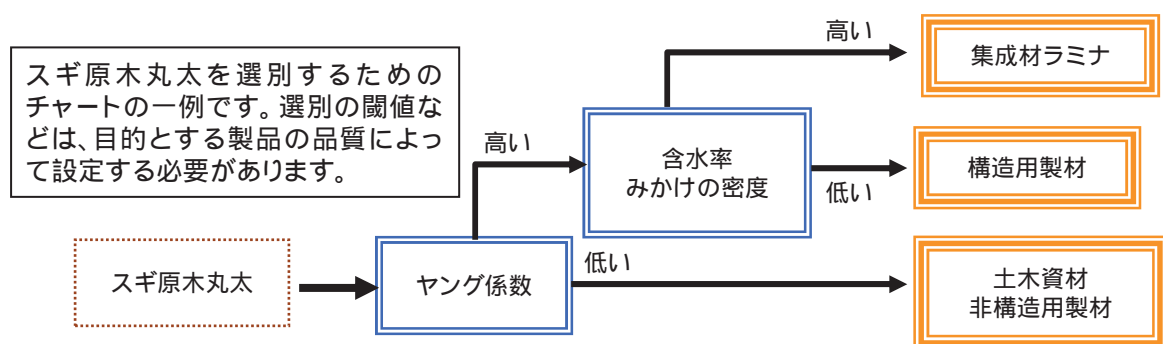 スギ原木丸太を選別するための
チャートの一例です。選別の閾値な
どは、目的とする製品の品質によっ
て設定する必要があります。
スギ原木丸太
ヤング係数
高い
低い
含水率
みかけの密度
高い
低い
集成材ラミナ
構造用製材
土木資材
非構造用製材